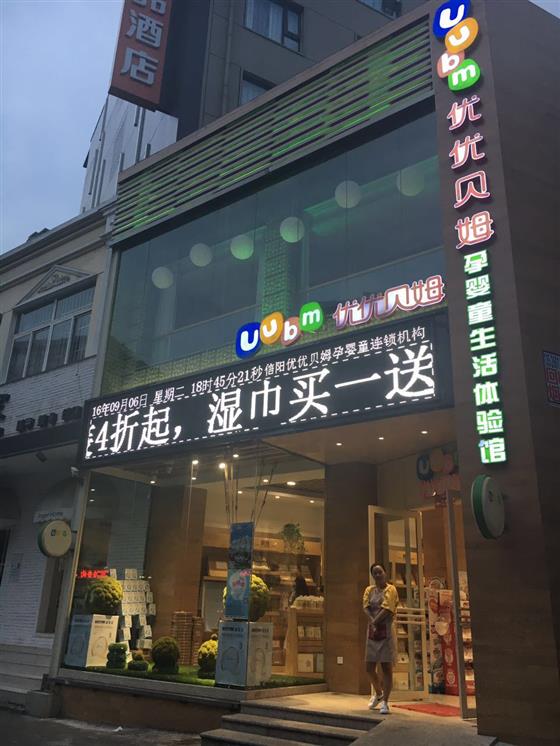 品酒店
uubm
优优贝姆
孕婴童生活体验馆
uubm 优优贝姆
16年09月06日 星期二 18时45分21秒 信阳优优贝姆孕婴童连锁机构
4折起，湿巾买一送
uubm